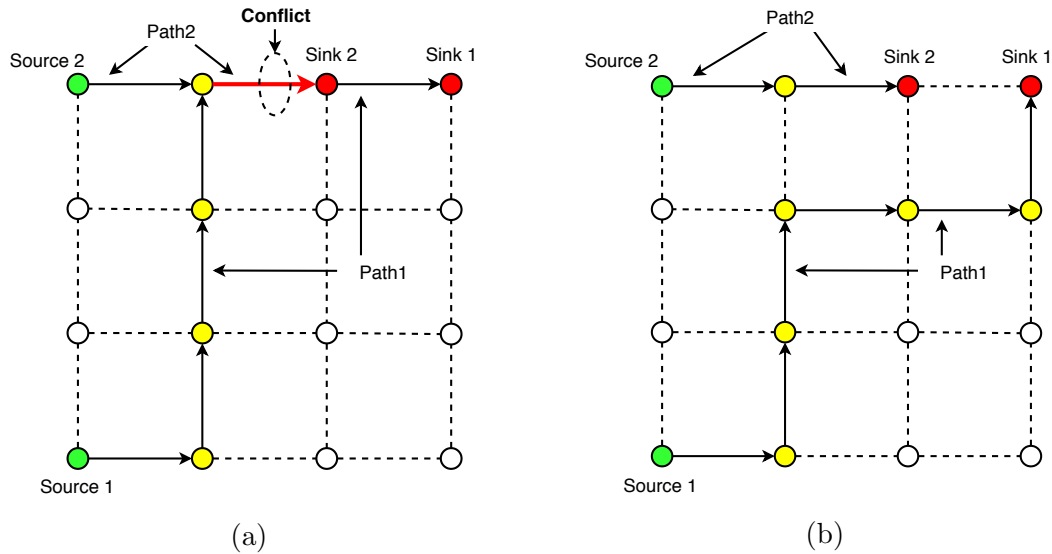 Conflict
Path2
Source 2
Sink 2
Sink 1
Path1
Source 1
(a)
Path2
Source 2
Sink 2
Sink 1
Path1
Source 1
(b)